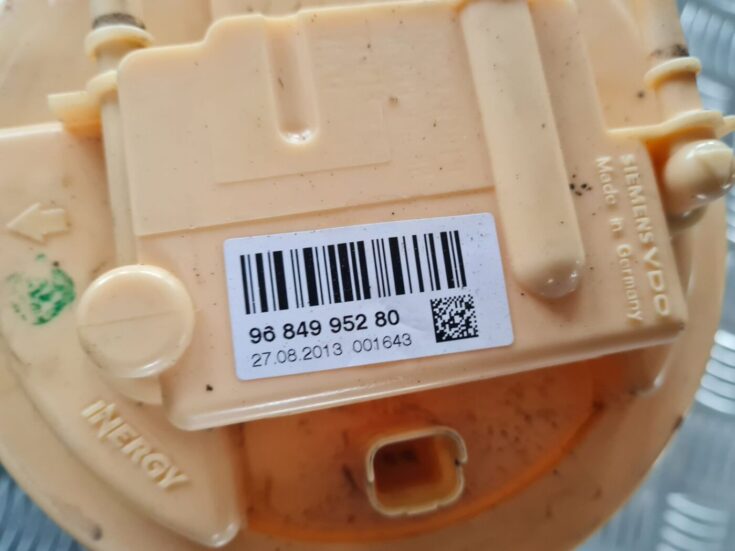 SIEMENS VDO
Made in Germany
96 849 952 80
27.08.2013 001643
INERGY